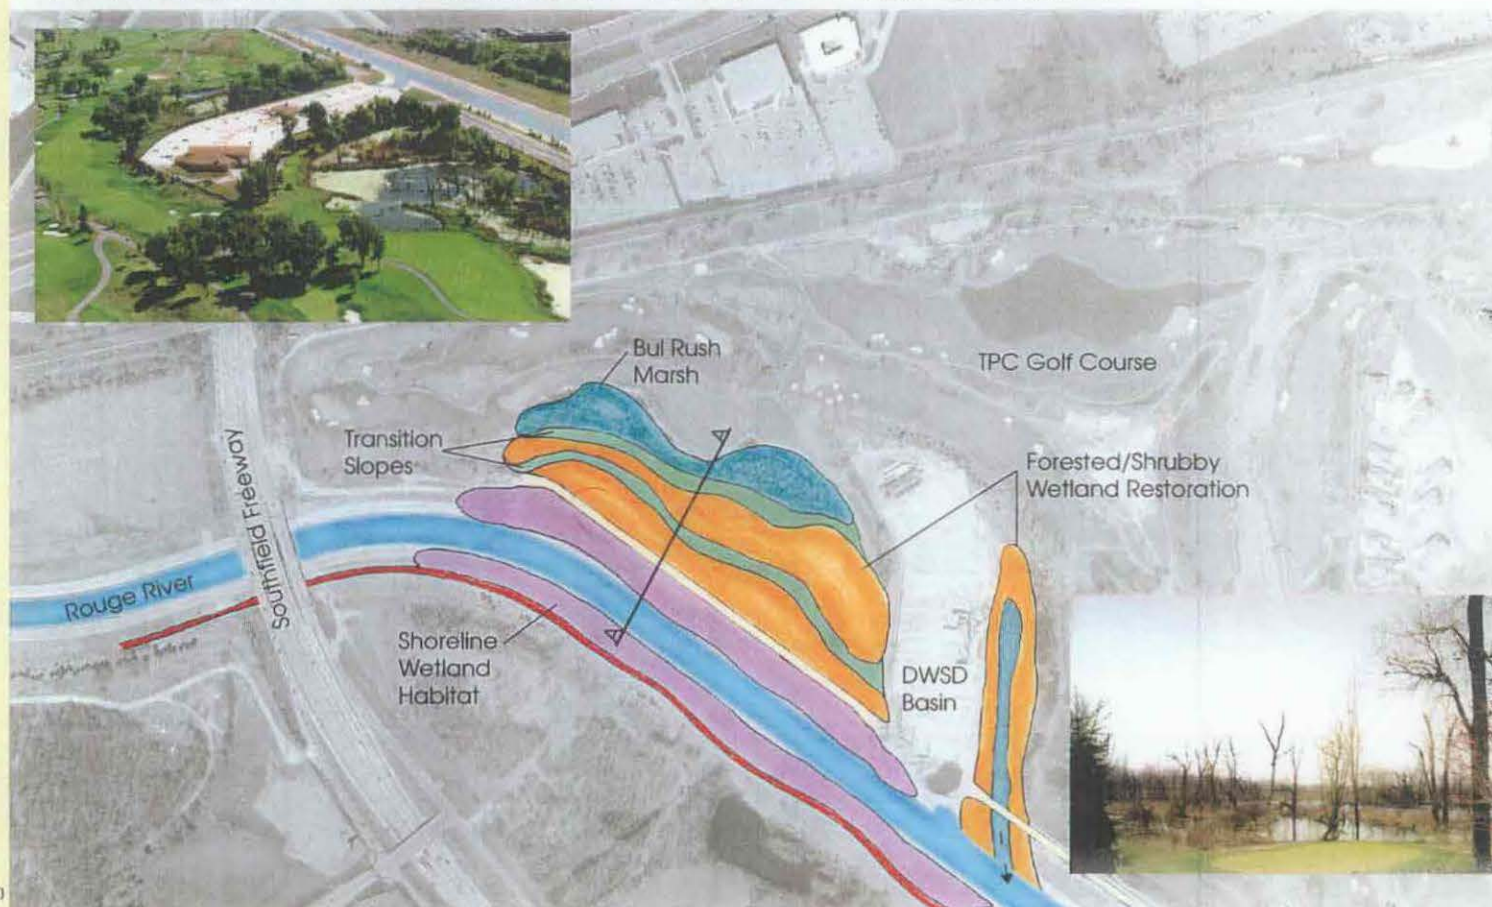 Bul Rush
Marsh
TPC Golf Course
Transition
Slopes
Forested/Shrubby
Wetland Restoration
Southfield Freeway
Rouge River
Shoreline
Wetland
Habitat
DWSD
Basin